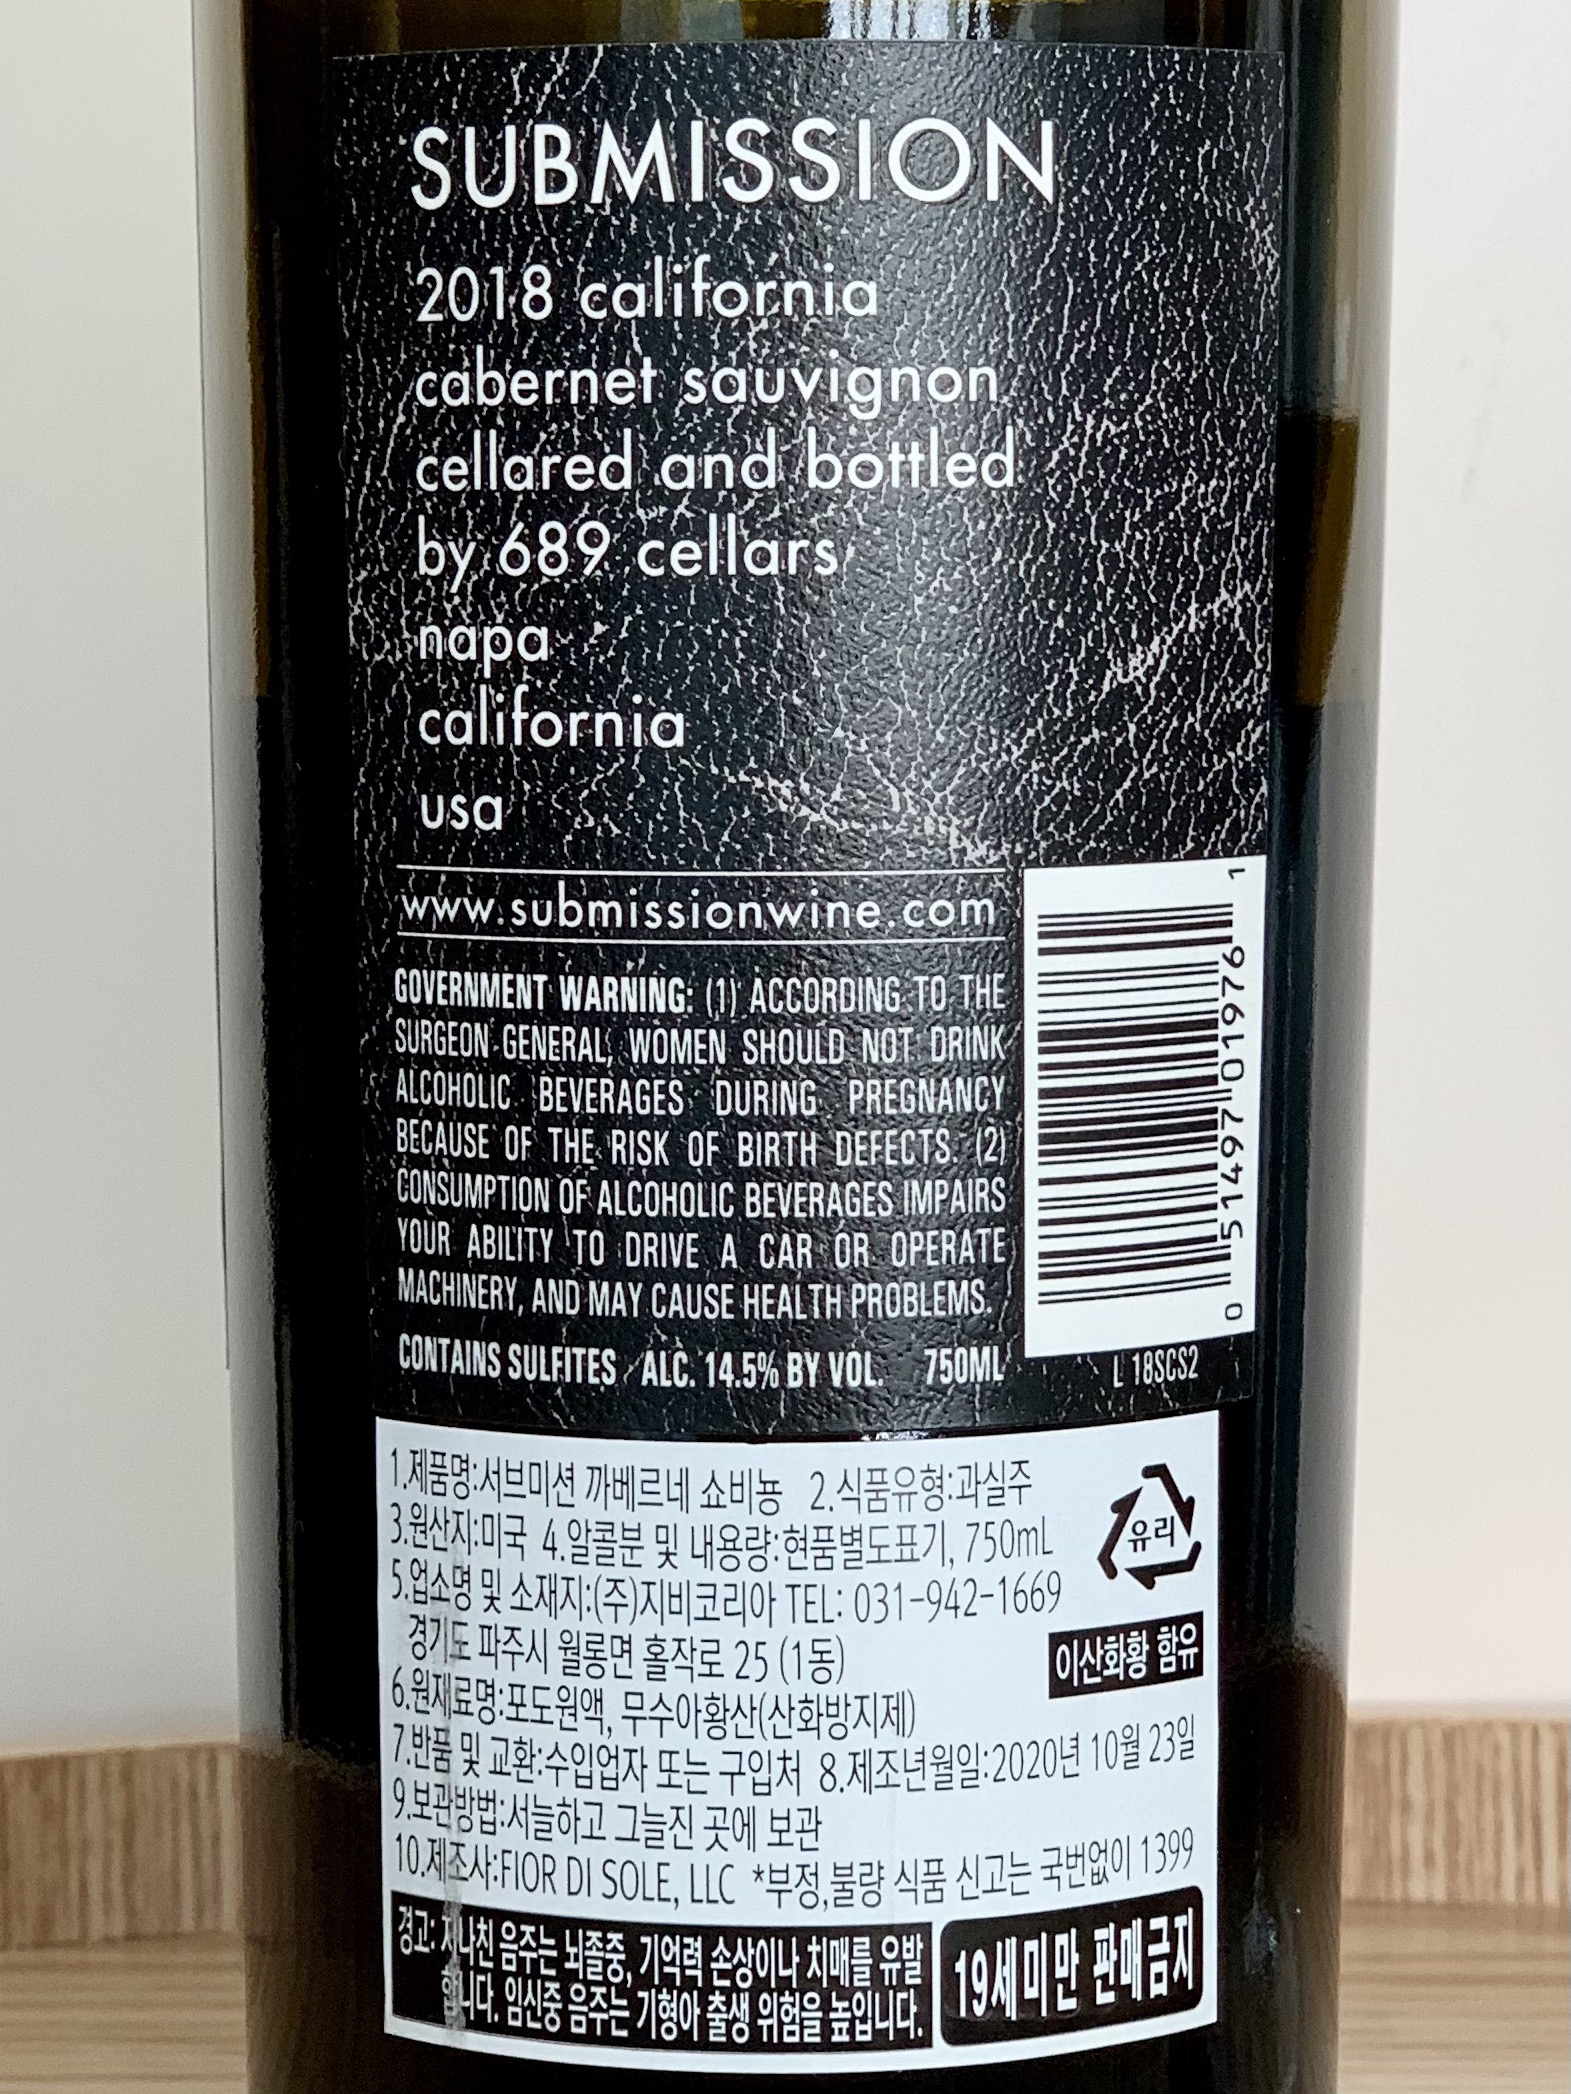 SUBMISSION
2018 california
cabernet sauvignon
cellared and bottled
by 689 cellars
napa
california
usa
www.submissionwine.com
GOVERNMENT WARNING: (1) ACCORDING TO THE
SURGEON GENERAL, WOMEN SHOULD NOT DRINK
ALCOHOLIC BEVERAGES DURING PREGNANCY
BECAUSE OF THE RISK OF BIRTH DEFECTS. (2)
CONSUMPTION OF ALCOHOLIC BEVERAGES IMPAIRS
YOUR ABILITY TO DRIVE A CAR OR OPERATE
MACHINERY, AND MAY CAUSE HEALTH PROBLEMS.
CONTAINS SULFITES ALC. 14.5% BY VOL. 750ML
0 51497 01976 1
L 18SCS2
1.제품명:서브미션 까베르네 쇼비뇽 2.식품유형:과실주
3.원산지:미국 4.알콜분 및 내용량:현품별도표기, 750mL
5.업소명 및 소재지:(주)지비코리아 TEL: 031-942-1669
경기도 파주시 월롱면 홀작로 25 (1동)
6.원재료명:포도원액, 무수아황산(산화방지제)
7.반품 및 교환:수입업자 또는 구입처 8.제조년월일:2020년 10월 23일
9.보관방법:서늘하고 그늘진 곳에 보관
10.제조사:FIOR DI SOLE, LLC *부정,불량 식품 신고는 국번없이 1399
유리
이산화황 함유
경고: 지나친 음주는 뇌졸중, 기억력 손상이나 치매를 유발
합니다. 임신중 음주는 기형아 출생 위험을 높입니다.
19세미만 판매금지